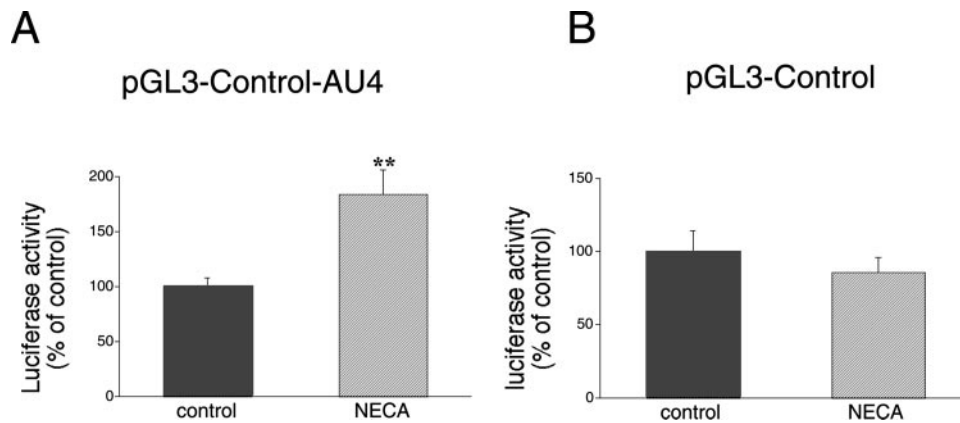 A
pGL3-Control-AU4
Luciferase activity
(% of control)
200
150
100
50
0
**
control
NECA
B
pGL3-Control
luciferase activity
(% of control)
150
100
50
0
control
NECA